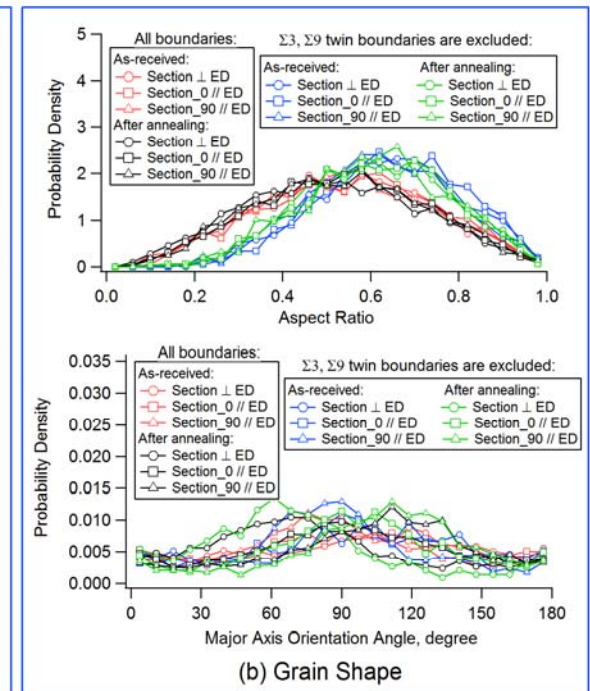 5
4
3
2
1
0
Probability Density
All boundaries:
As-received:
Section ⊥ ED
Section_0 // ED
Section_90 // ED
After annealing:
Section ⊥ ED
Section_0 // ED
Section_90 // ED
Σ3, Σ9 twin boundaries are excluded:
As-received:
Section ⊥ ED
Section_0 // ED
Section_90 // ED
After annealing:
Section ⊥ ED
Section_0 // ED
Section_90 // ED
0.0 0.2 0.4 0.6 0.8 1.0
Aspect Ratio
0.035
0.030
0.025
0.020
0.015
0.010
0.005
0.000
Probability Density
All boundaries:
As-received:
Section ⊥ ED
Section_0 // ED
Section_90 // ED
After annealing:
Section ⊥ ED
Section_0 // ED
Section_90 // ED
Σ3, Σ9 twin boundaries are excluded:
As-received:
Section ⊥ ED
Section_0 // ED
Section_90 // ED
After annealing:
Section ⊥ ED
Section_0 // ED
Section_90 // ED
0 30 60 90 120 150 180
Major Axis Orientation Angle, degree
(b) Grain Shape